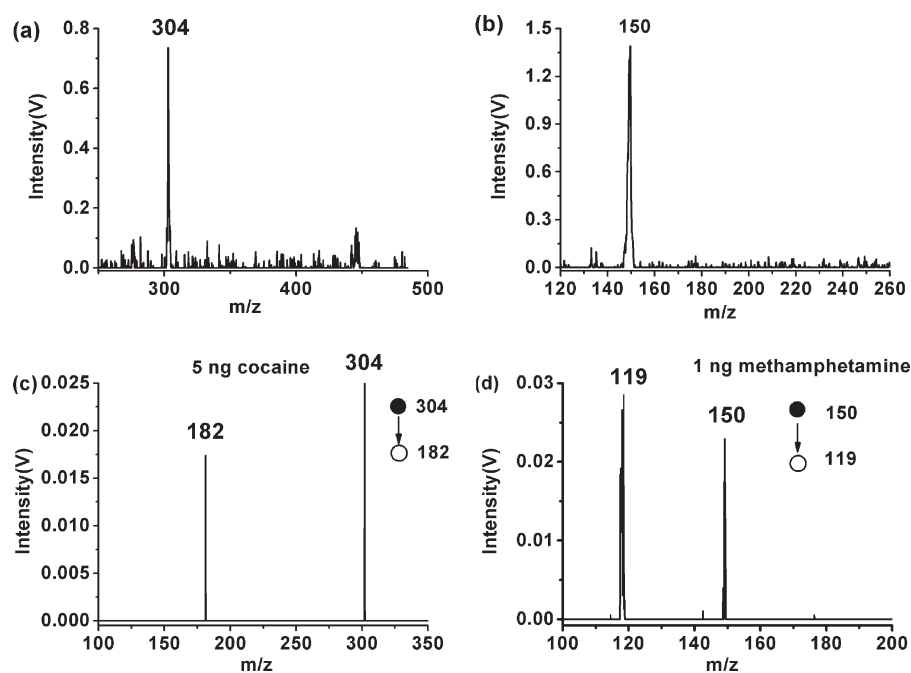 (a)
304
0.8
0.6
0.4
0.2
0.0
Intensity(V)
300
400
500
m/z
(b)
150
1.5
1.2
0.9
0.6
0.3
0.0
Intensity(V)
120 140 160 180 200 220 240 260
m/z
(c)
5 ng cocaine
304
182
304
182
0.025
0.020
0.015
0.010
0.005
0.000
Intensity(V)
100 150 200 250 300 350
m/z
(d)
1 ng methamphetamine
119
150
150
119
0.03
0.02
0.01
0.00
Intensity(V)
100 120 140 160 180 200
m/z